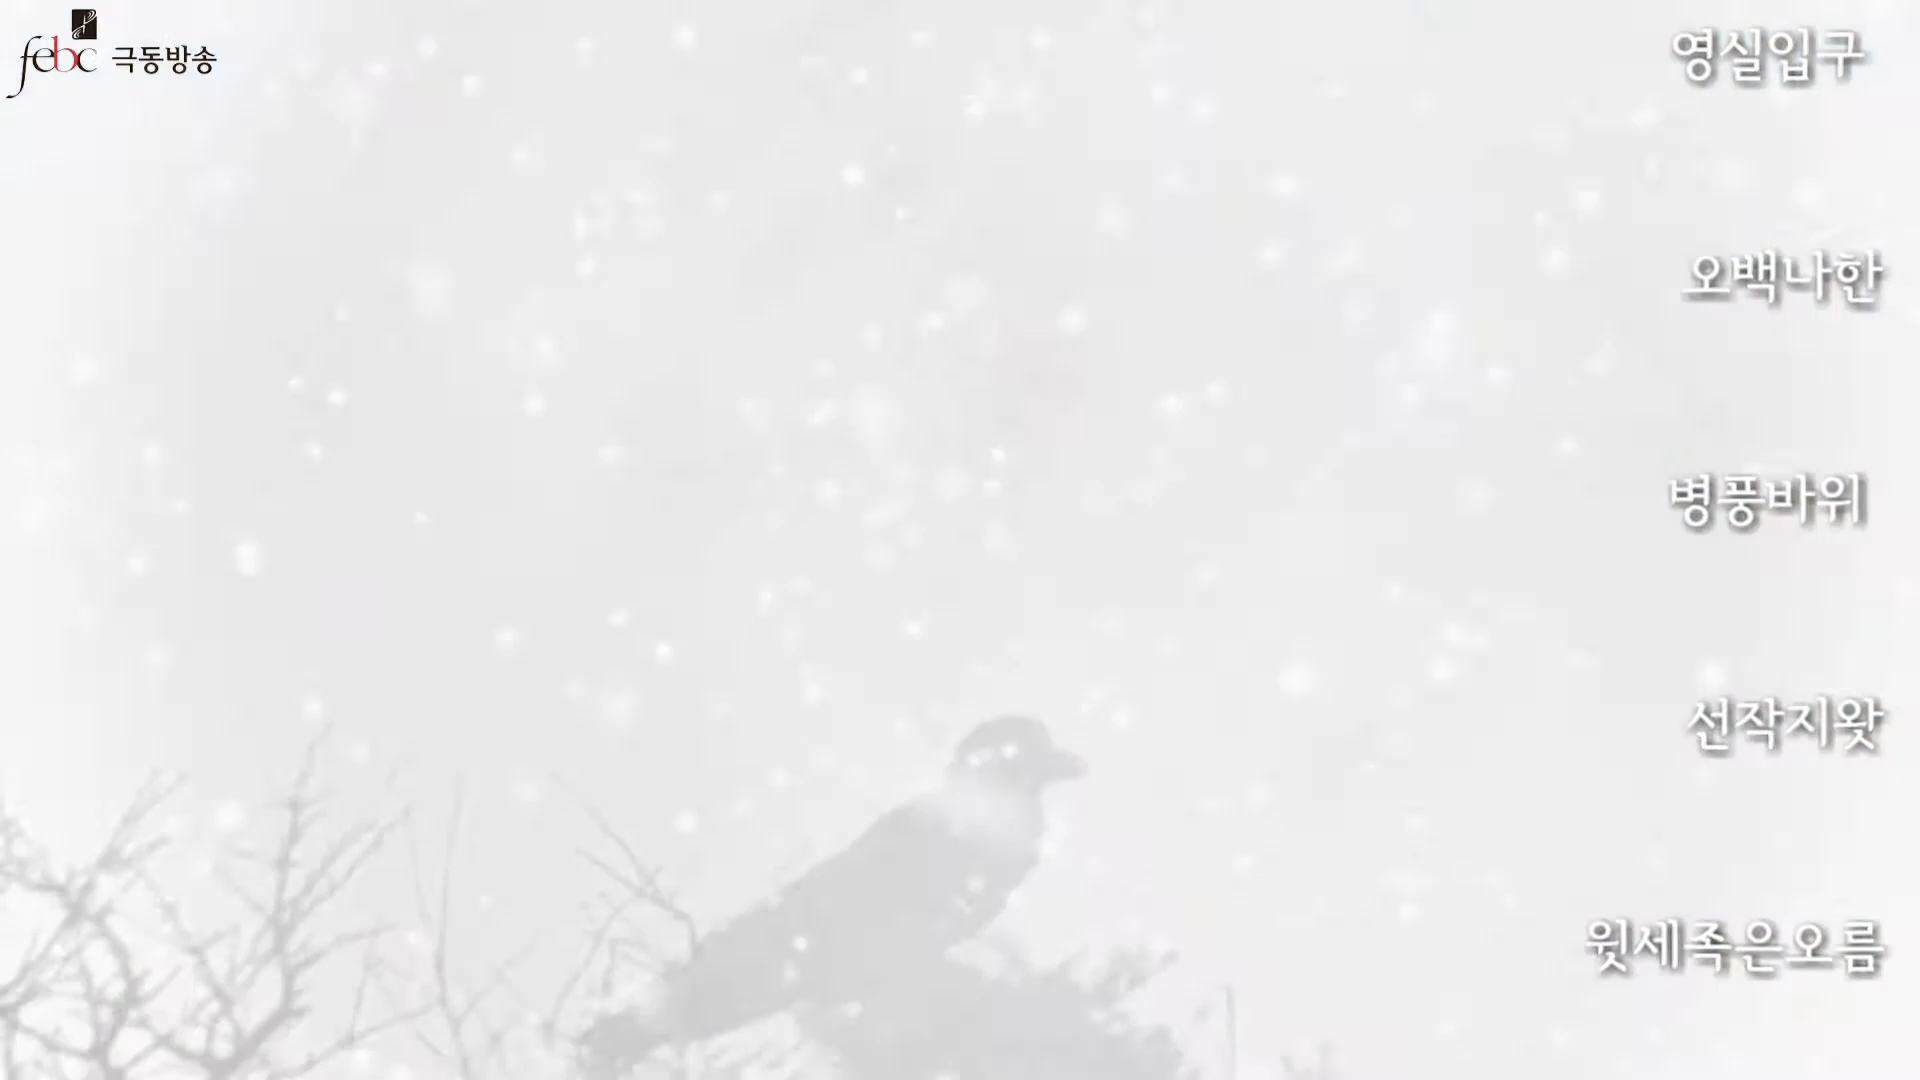 febc 극동방송
영실입구
오백나한
병풍바위
선작지왓
윗세족은오름